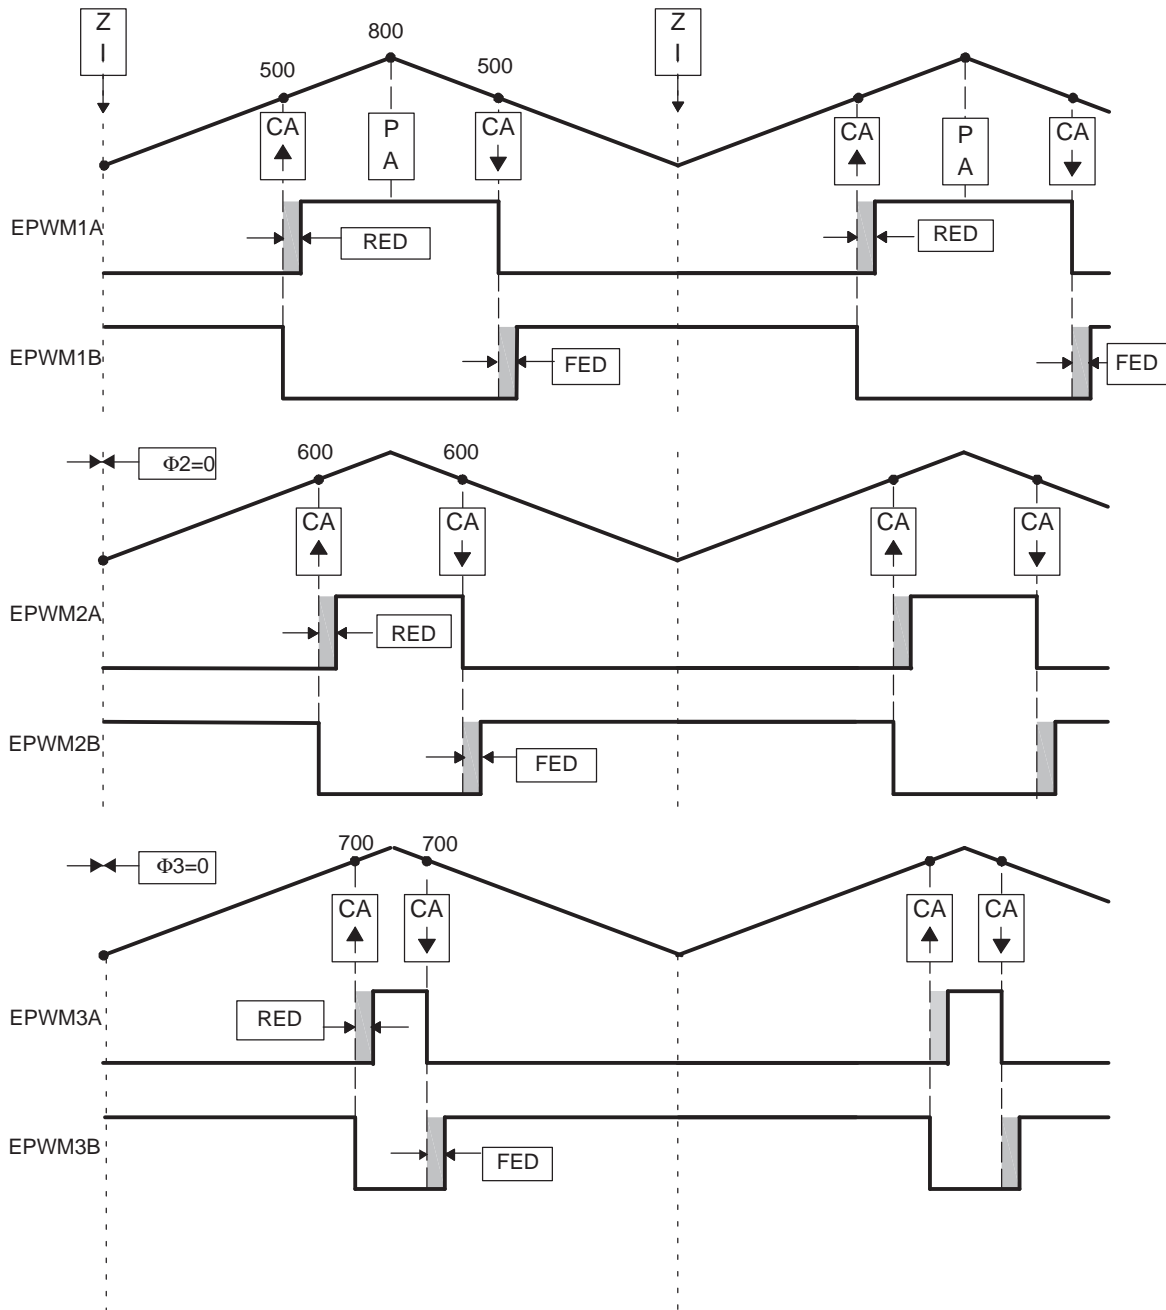 Z
I
Z
I
800
500
500
CA
P
A
CA
CA
P
A
CA
EPWM1A
RED
RED
EPWM1B
FED
FED
600
600
Φ2=0
CA
CA
CA
CA
EPWM2A
RED
EPWM2B
FED
700
700
Φ3=0
CA
CA
CA
CA
EPWM3A
RED
EPWM3B
FED